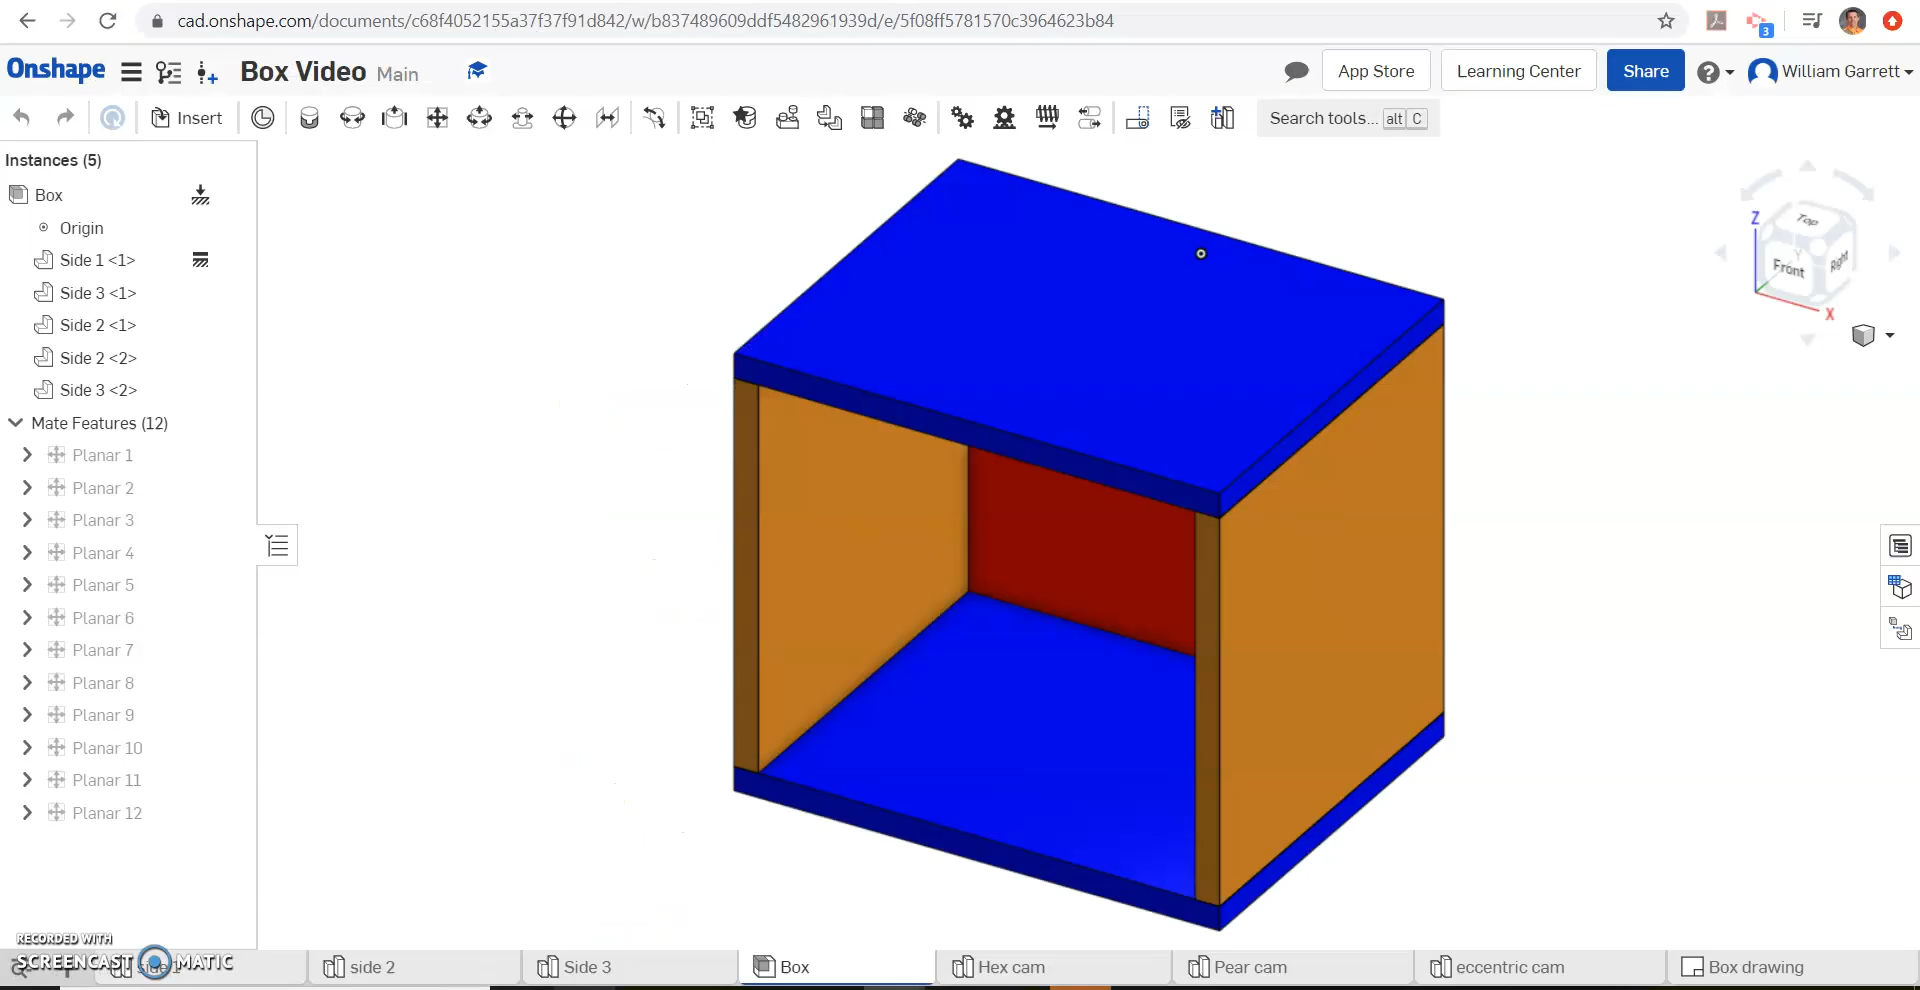 cad.onshape.com/documents/c68f4052155a37f37f91d842/w/b837489609ddf5482961939d/e/5f08ff5781570c3964623b84
3
Onshape Box Video Main App Store Learning Center Share William Garrett
Insert Search tools... alt C
Instances (5)
Box
Origin
Side 1 <1>
Side 3 <1>
Side 2 <1>
Side 2 <2>
Side 3 <2>
Mate Features (12)
Planar 1
Planar 2
Planar 3
Planar 4
Planar 5
Planar 6
Planar 7
Planar 8
Planar 9
Planar 10
Planar 11
Planar 12
Top
Z
Y
Front
Right
X
RECORDED WITH
SCREENCAST MATIC
side 2 Side 3 Box Hex cam Pear cam eccentric cam Box drawing